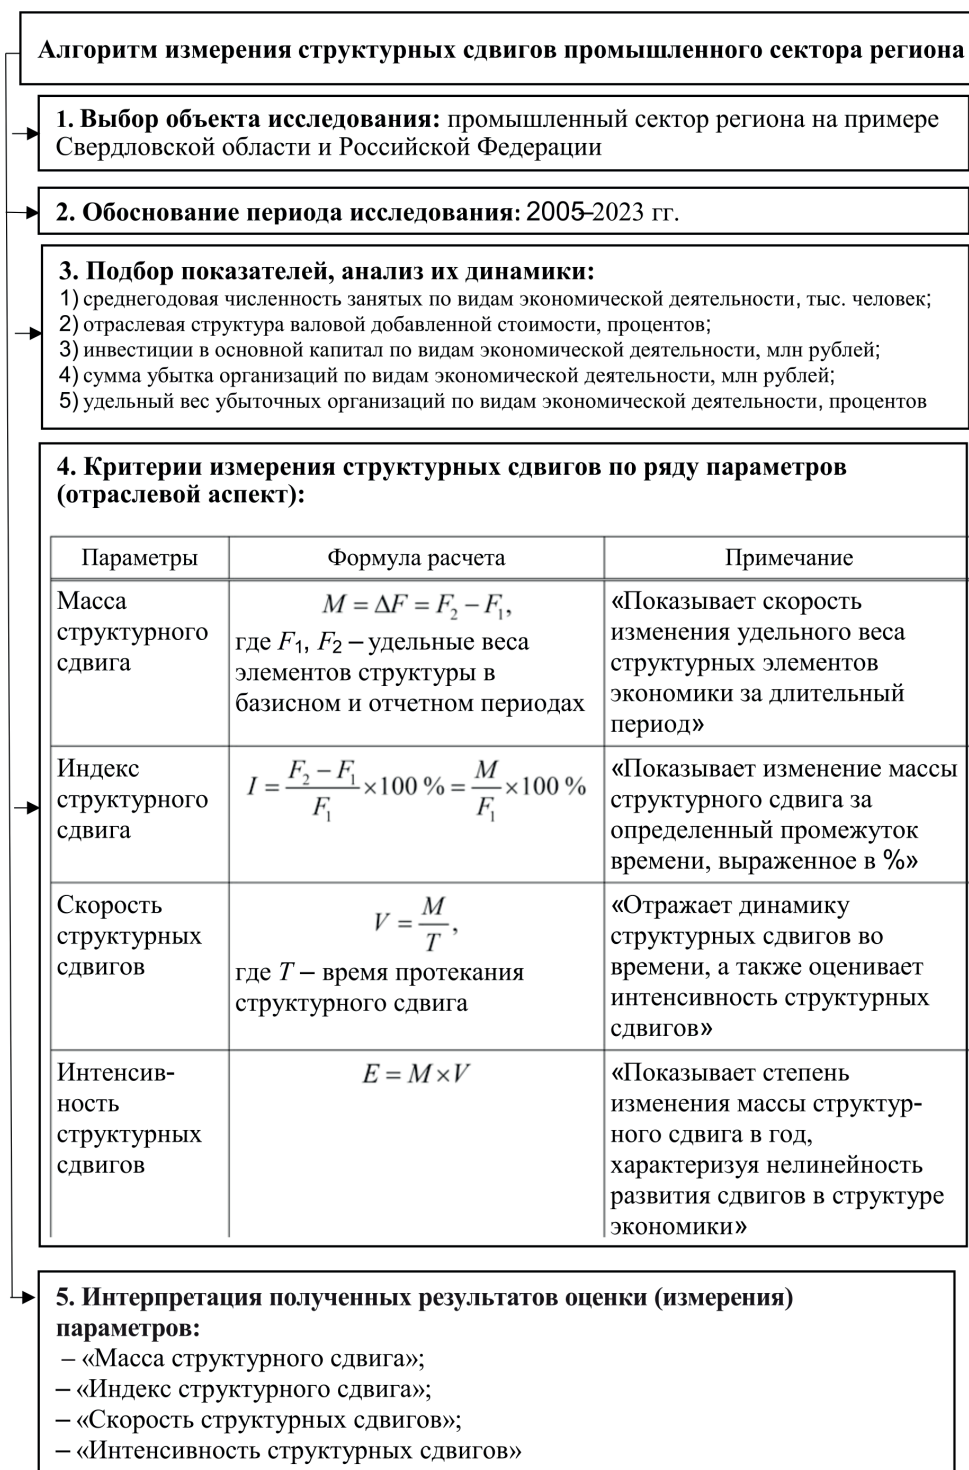 Алгоритм измерения структурных сдвигов промышленного сектора региона
1. Выбор объекта исследования: промышленный сектор региона на примере
Свердловской области и Российской Федерации
2. Обоснование периода исследования: 2005–2023 гг.
3. Подбор показателей, анализ их динамики:
1) среднегодовая численность занятых по видам экономической деятельности, тыс. человек;
2) отраслевая структура валовой добавленной стоимости, процентов;
3) инвестиции в основной капитал по видам экономической деятельности, млн рублей;
4) сумма убытка организаций по видам экономической деятельности, млн рублей;
5) удельный вес убыточных организаций по видам экономической деятельности, процентов
4. Критерии измерения структурных сдвигов по ряду параметров
(отраслевой аспект):
Параметры
Формула расчета
Примечание
Масса
структурного
сдвига
M = ΔF = F₂ − F₁,
где F₁, F₂ – удельные веса
элементов структуры в
базисном и отчетном периодах
«Показывает скорость
изменения удельного веса
структурных элементов
экономики за длительный
период»
Индекс
структурного
сдвига
I = (F₂ − F₁)/F₁ × 100 % = M/F₁ × 100 %
«Показывает изменение массы
структурного сдвига за
определенный промежуток
времени, выраженное в %»
Скорость
структурных
сдвигов
V = M/T,
где T – время протекания
структурного сдвига
«Отражает динамику
структурных сдвигов во
времени, а также оценивает
интенсивность структурных
сдвигов»
Интенсив-
ность
структурных
сдвигов
E = M × V
«Показывает степень
изменения массы структур-
ного сдвига в год,
характеризуя нелинейность
развития сдвигов в структуре
экономики»
5. Интерпретация полученных результатов оценки (измерения)
параметров:
– «Масса структурного сдвига»;
– «Индекс структурного сдвига»;
– «Скорость структурных сдвигов»;
– «Интенсивность структурных сдвигов»